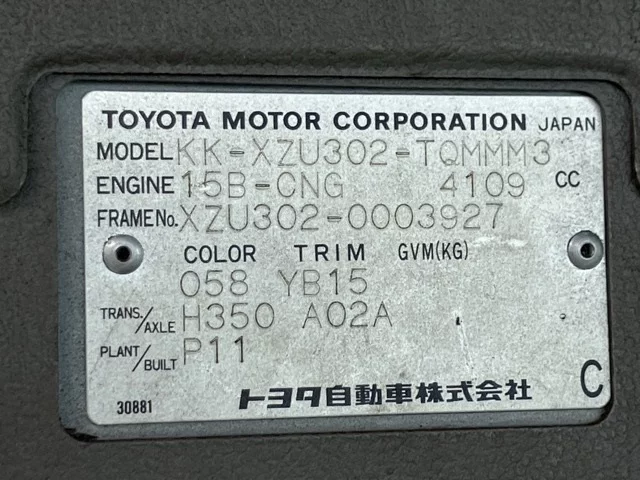 TOYOTA MOTOR CORPORATION JAPAN
MODEL KK-XZU302-TQMMM3
ENGINE 15B-CNG 4109 CC
FRAME No. XZU302-0003927
COLOR TRIM GVM(KG)
058 YB15
TRANS./AXLE H350 A02A
PLANT/BUILT P11
30881 トヨタ自動車株式会社 C